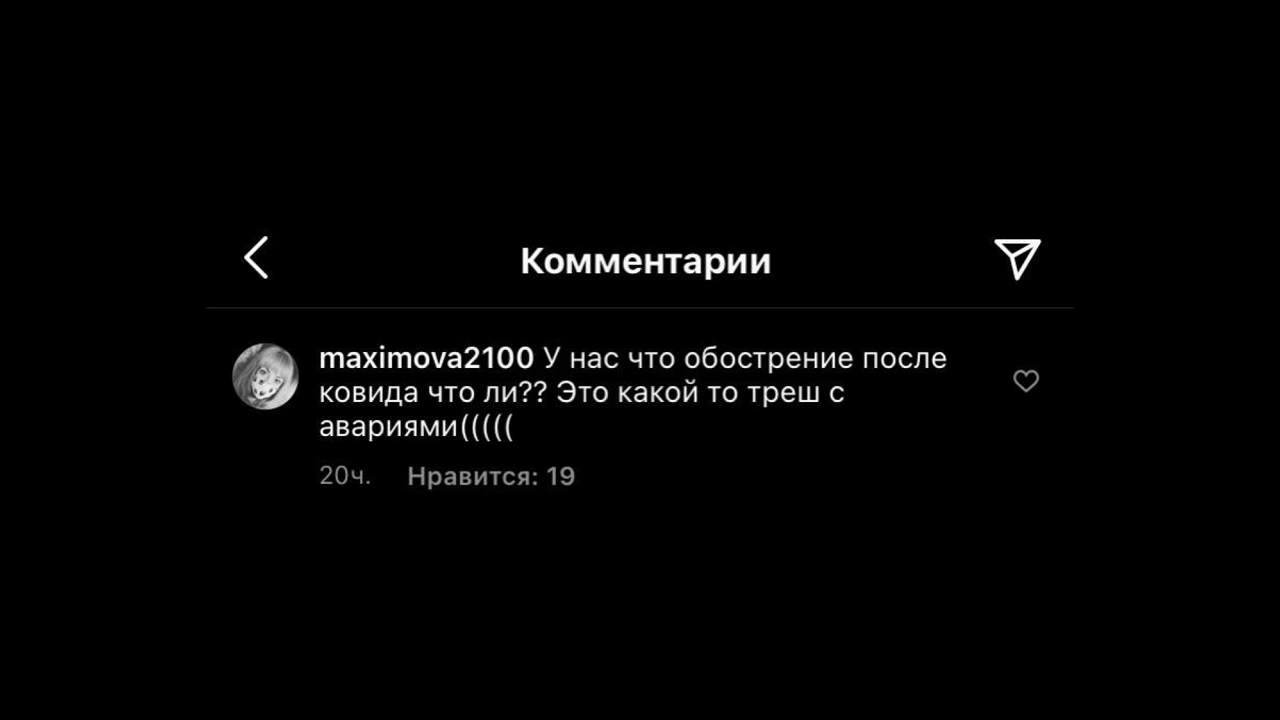 Комментарии
maximova2100 У нас что обострение после
ковида что ли?? Это какой то треш с
авариями(((((
20ч. Нравится: 19